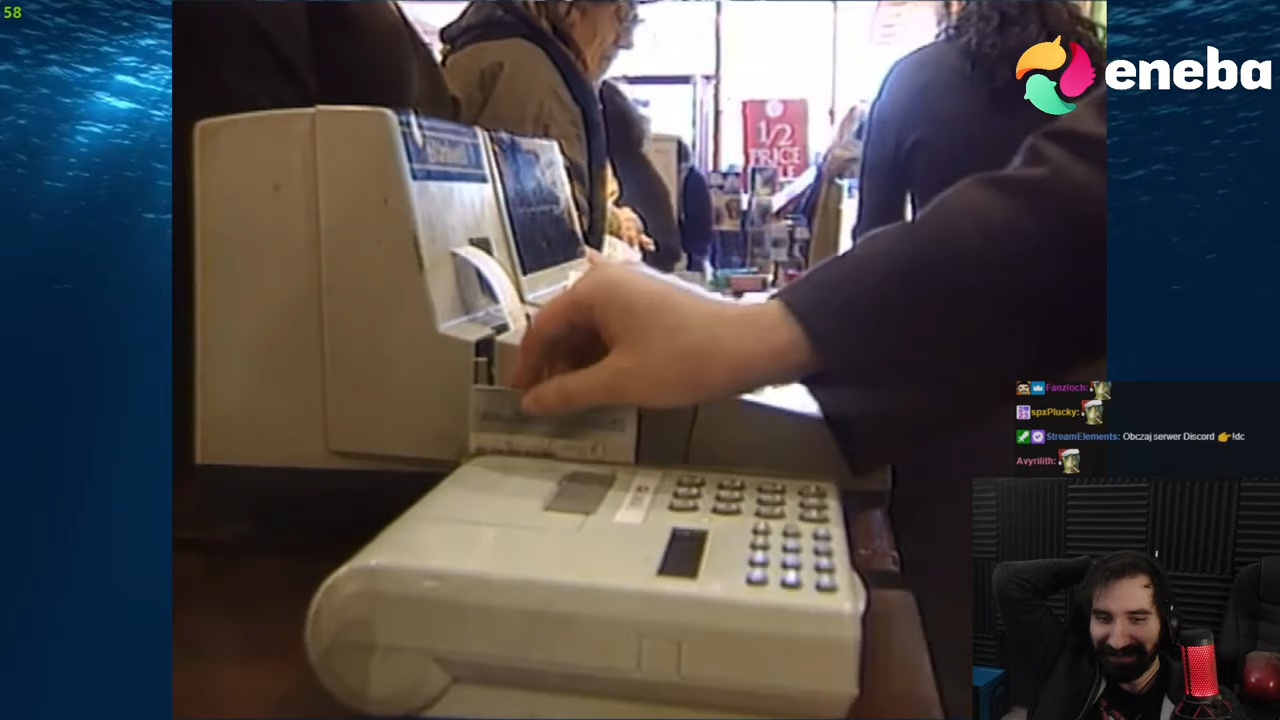 58
eneba
1/2
PRICE
Fanzloch:
spxPlucky:
StreamElements: Obczaj serwer Discord 👉 !dc
Avyrilith: